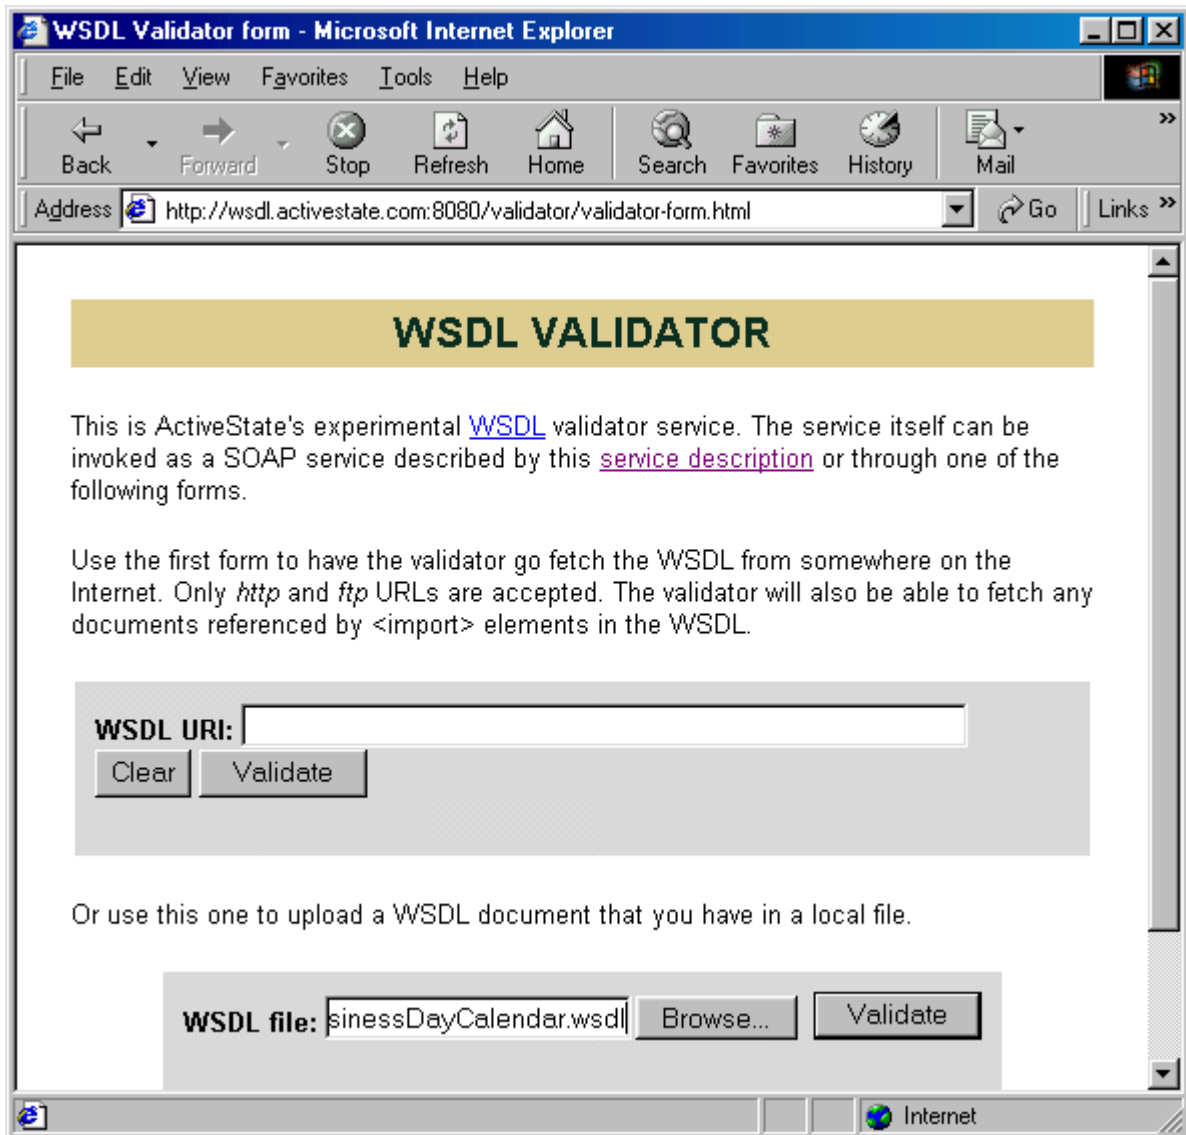 WSDL Validator form - Microsoft Internet Explorer
File Edit View Favorites Tools Help
Back Forward Stop Refresh Home Search Favorites History Mail »
Address http://wsdl.activestate.com:8080/validator/validator-form.html Go Links »
WSDL VALIDATOR
This is ActiveState's experimental WSDL validator service. The service itself can be
invoked as a SOAP service described by this service description or through one of the
following forms.
Use the first form to have the validator go fetch the WSDL from somewhere on the
Internet. Only http and ftp URLs are accepted. The validator will also be able to fetch any
documents referenced by <import> elements in the WSDL.
WSDL URI:
Clear Validate
Or use this one to upload a WSDL document that you have in a local file.
WSDL file: sinessDayCalendar.wsdl Browse... Validate
Internet